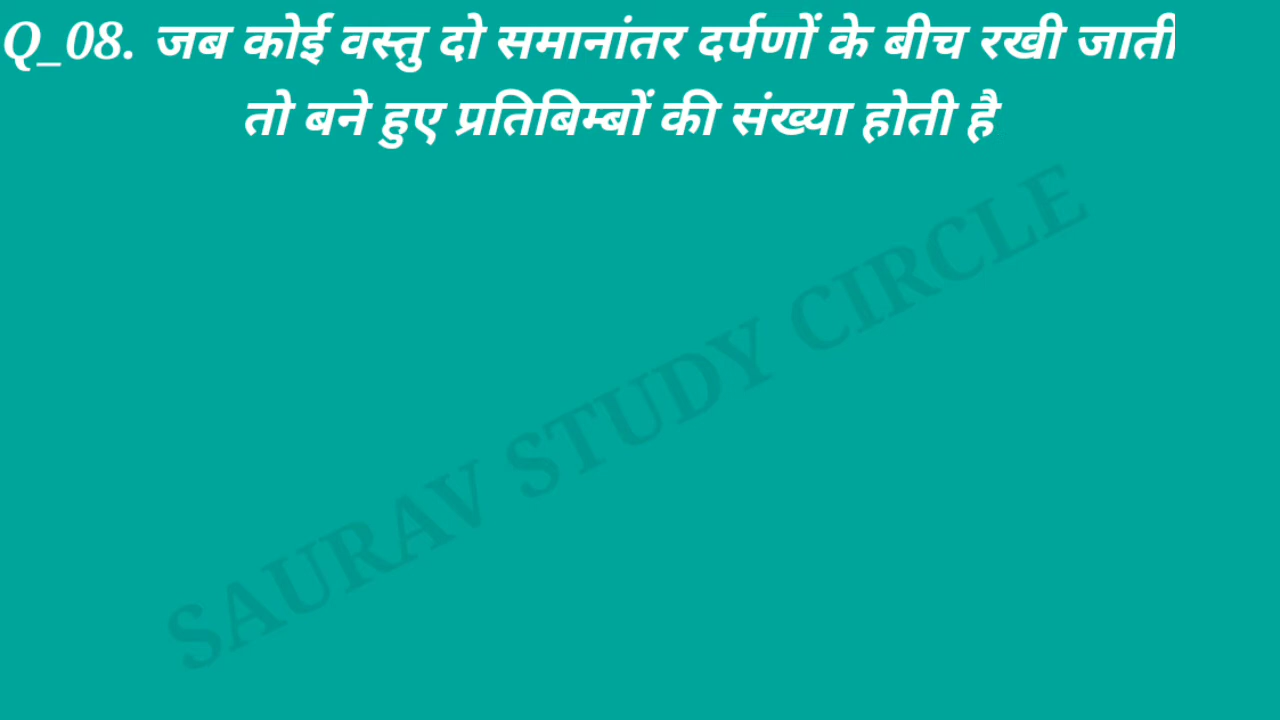 Q_08. जब कोई वस्तु दो समानांतर दर्पणों के बीच रखी जाती
तो बने हुए प्रतिबिम्बों की संख्या होती है
SAURAV STUDY CIRCLE